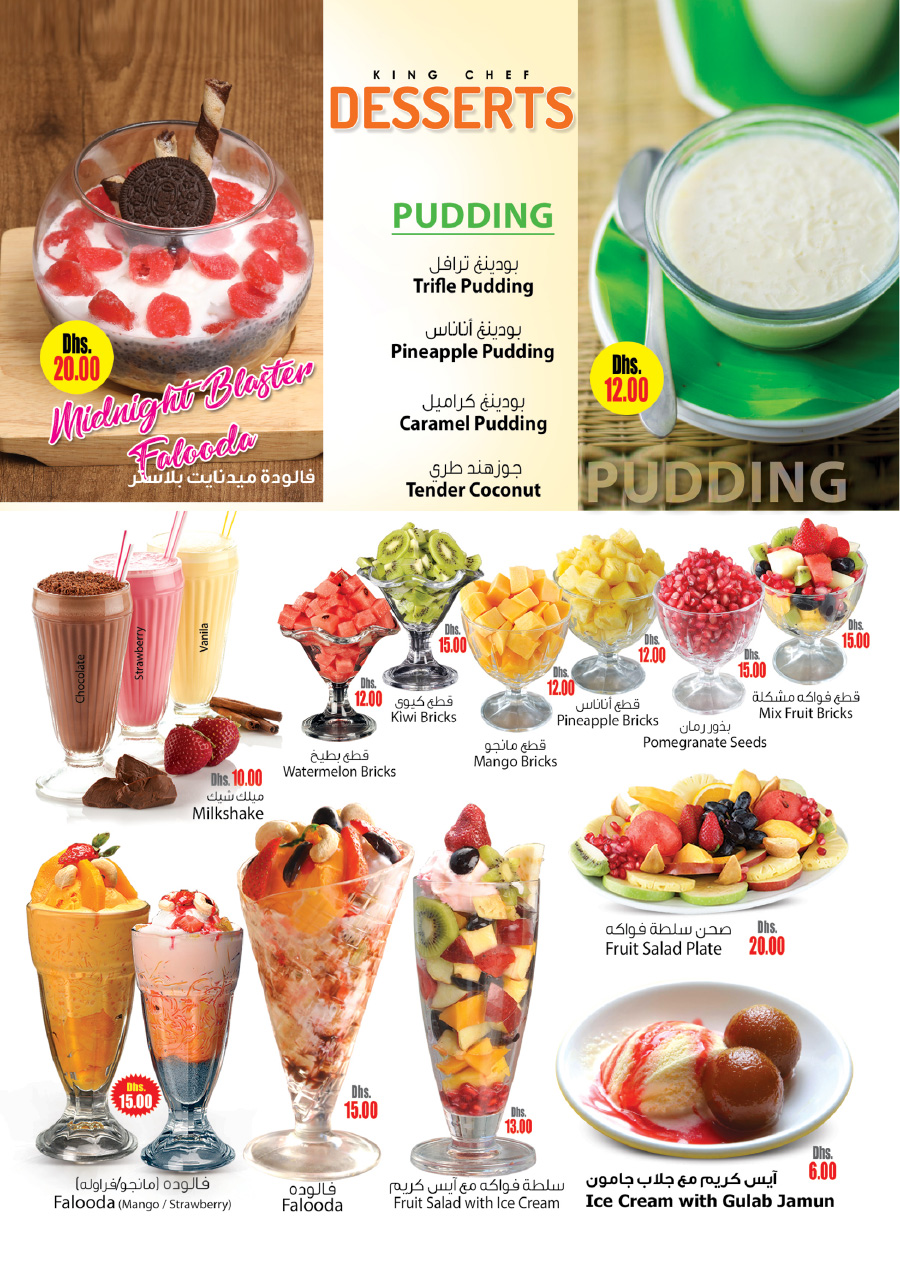 KING CHEF
DESSERTS
Dhs.
20.00
Midnight Blaster
Falooda
فالودة ميدنايت بلاستر
PUDDING
بودينغ ترافل
Trifle Pudding
بودينغ أناناس
Pineapple Pudding
بودينغ كراميل
Caramel Pudding
جوزهند طري
Tender Coconut
Dhs.
12.00
PUDDING
Chocolate
Strawberry
Vanila
Dhs. 10.00
ميلك شيك
Milkshake
Dhs.
12.00
قطع بطيخ
Watermelon Bricks
Dhs.
15.00
قطع كيوي
Kiwi Bricks
Dhs.
12.00
قطع مانجو
Mango Bricks
Dhs.
12.00
قطع أناناس
Pineapple Bricks
Dhs.
15.00
بذور رمان
Pomegranate Seeds
Dhs.
15.00
قطع فواكه مشكلة
Mix Fruit Bricks
صحن سلطة فواكه
Fruit Salad Plate
Dhs.
20.00
Dhs.
15.00
فالوده (مانجو/فراوله)
Falooda (Mango / Strawberry)
Dhs.
15.00
فالوده
Falooda
Dhs.
13.00
سلطة فواكه مع آيس كريم
Fruit Salad with Ice Cream
Dhs.
6.00
آيس كريم مع جلاب جامون
Ice Cream with Gulab Jamun